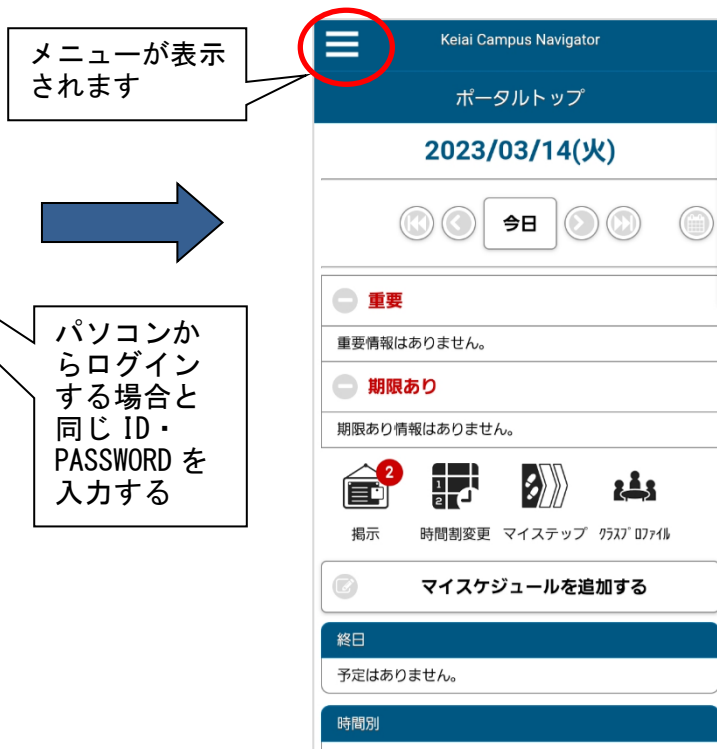 メニューが表示
されます
パソコンか
らログイン
する場合と
同じ ID・
PASSWORD を
入力する
Keiai Campus Navigator
ポータルトップ
2023/03/14(火)
今日
重要
重要情報はありません。
期限あり
期限あり情報はありません。
2
1
2
掲示 時間割変更 マイステップ クラスプロファイル
マイスケジュールを追加する
終日
予定はありません。
時間別